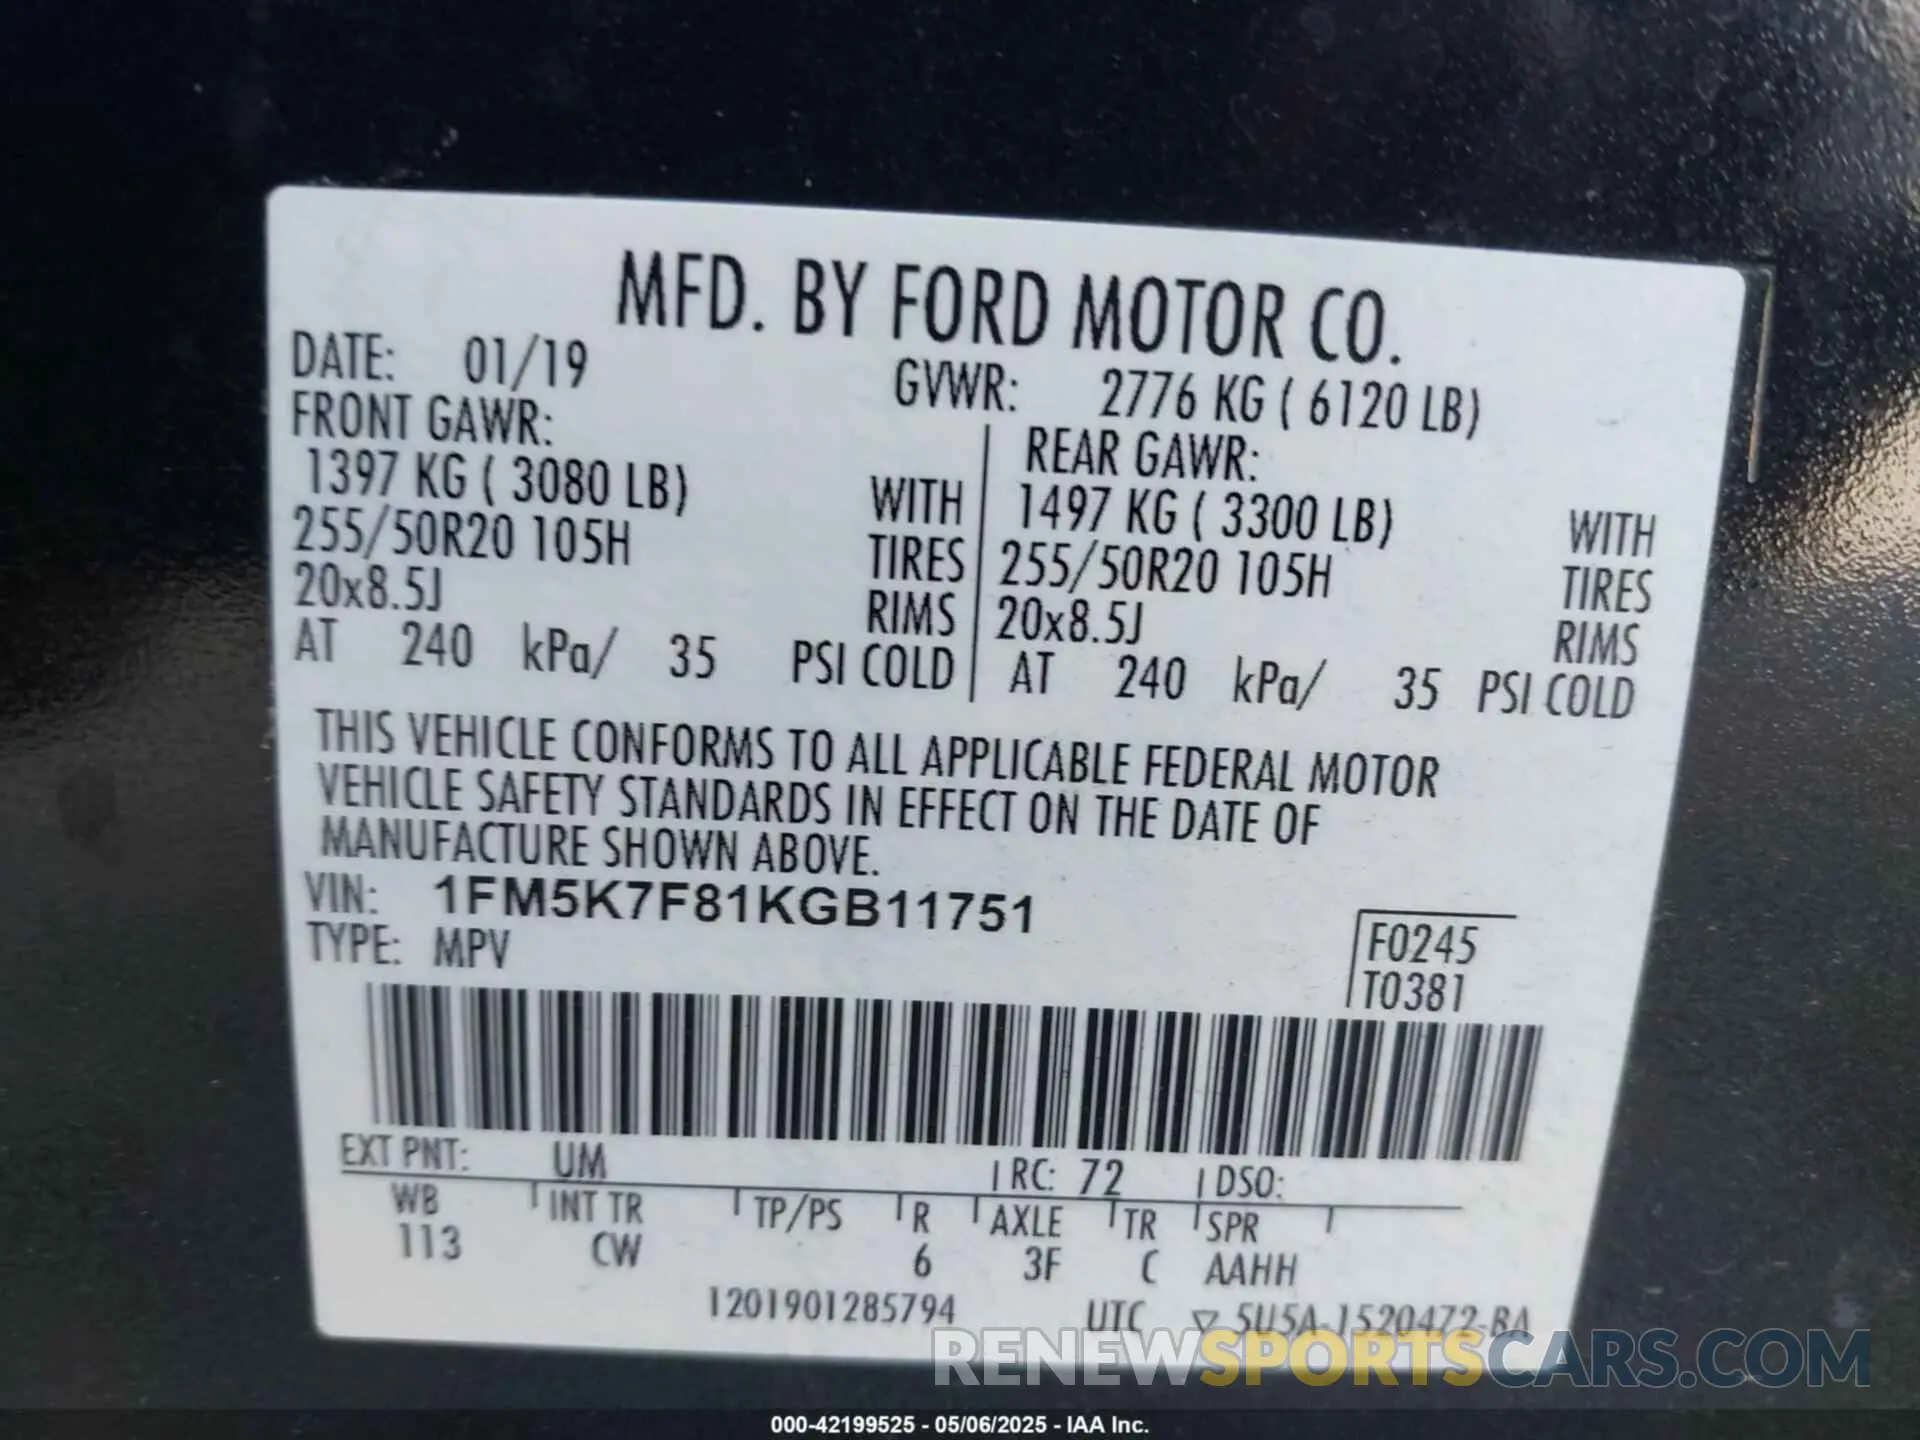 MFD. BY FORD MOTOR CO.
DATE: 01/19 GVWR: 2776 KG ( 6120 LB)
FRONT GAWR: REAR GAWR:
1397 KG ( 3080 LB) WITH 1497 KG ( 3300 LB) WITH
255/50R20 105H TIRES 255/50R20 105H TIRES
20x8.5J RIMS 20x8.5J RIMS
AT 240 kPa/ 35 PSI COLD AT 240 kPa/ 35 PSI COLD
THIS VEHICLE CONFORMS TO ALL APPLICABLE FEDERAL MOTOR
VEHICLE SAFETY STANDARDS IN EFFECT ON THE DATE OF
MANUFACTURE SHOWN ABOVE.
VIN: 1FM5K7F81KGB11751
TYPE: MPV
F0245
T0381
EXT PNT: UM RC: 72 DSO:
WB INT TR TP/PS R AXLE TR SPR
113 CW 6 3F C AAHH
1201901285794 UTC ▽ 5U5A-1520472-BA
RENEWSPORTSCARS.COM
000-42199525 - 05/06/2025 - IAA Inc.